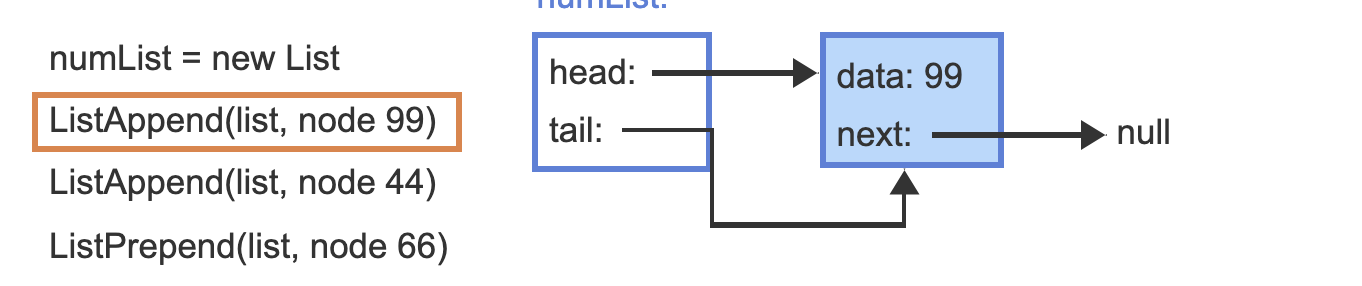 numList:
numList = new List
ListAppend(list, node 99)
ListAppend(list, node 44)
ListPrepend(list, node 66)
head:
tail:
data: 99
next:
null